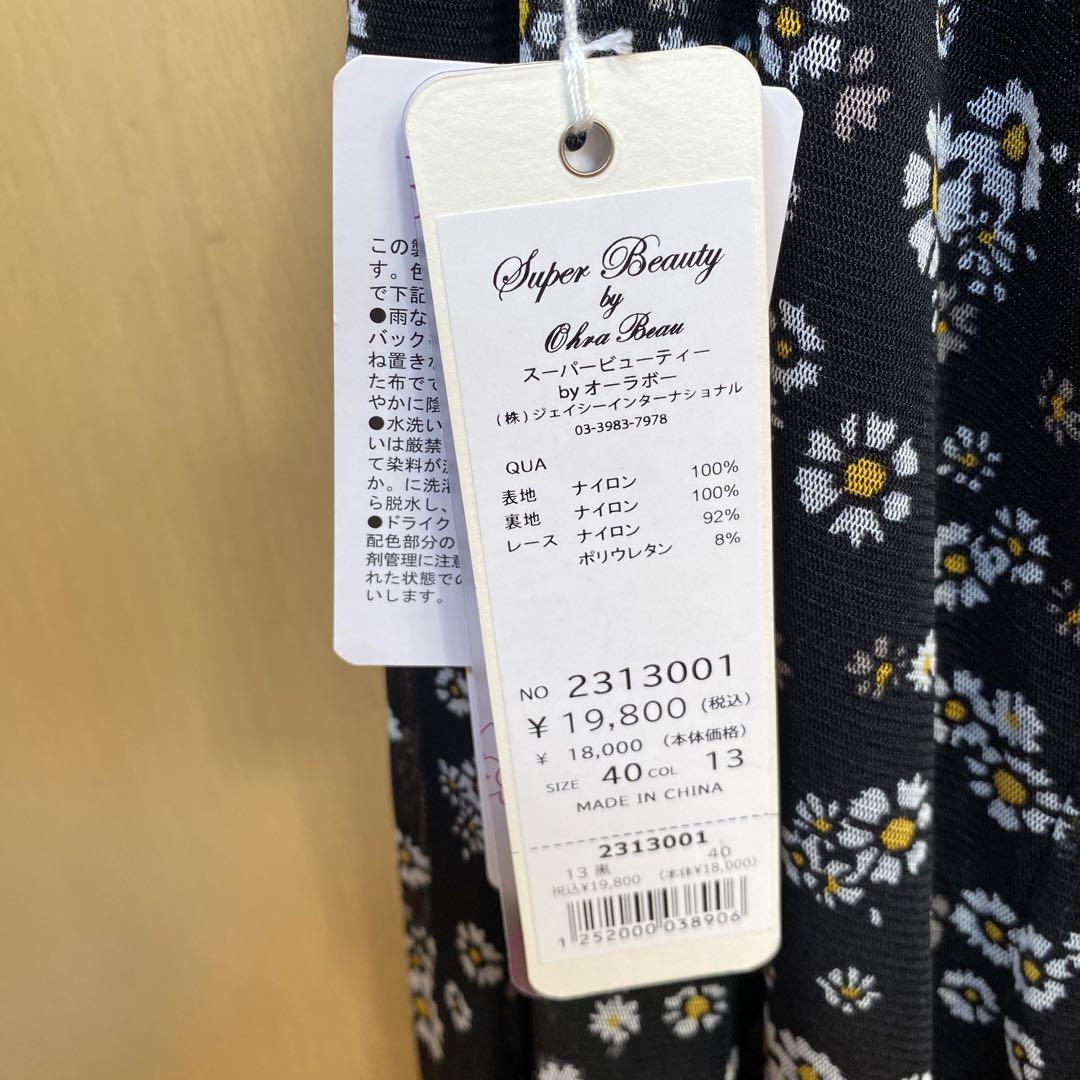 この製
す。色
で下記
●雨な
バック
ね置き
た布でで
やかに陰
●水洗い
いは厳禁
て染料が
か。に洗濯
ら脱水し、
●ドライク
配色部分の
剤管理に注意
れた状態での
いします。
Super Beauty
by
Ohra Beau
スーパービューティー
by オーラボー
(株)ジェイシーインターナショナル
03-3983-7978
QUA
表地 ナイロン 100%
裏地 ナイロン 100%
レース ナイロン 92%
ポリウレタン 8%
NO 2313001
¥ 19,800 (税込)
¥ 18,000 (本体価格)
SIZE 40 COL 13
MADE IN CHINA
2313001
13 黒 40
税込¥19,800 (本体¥18,000)
1 252000 038906